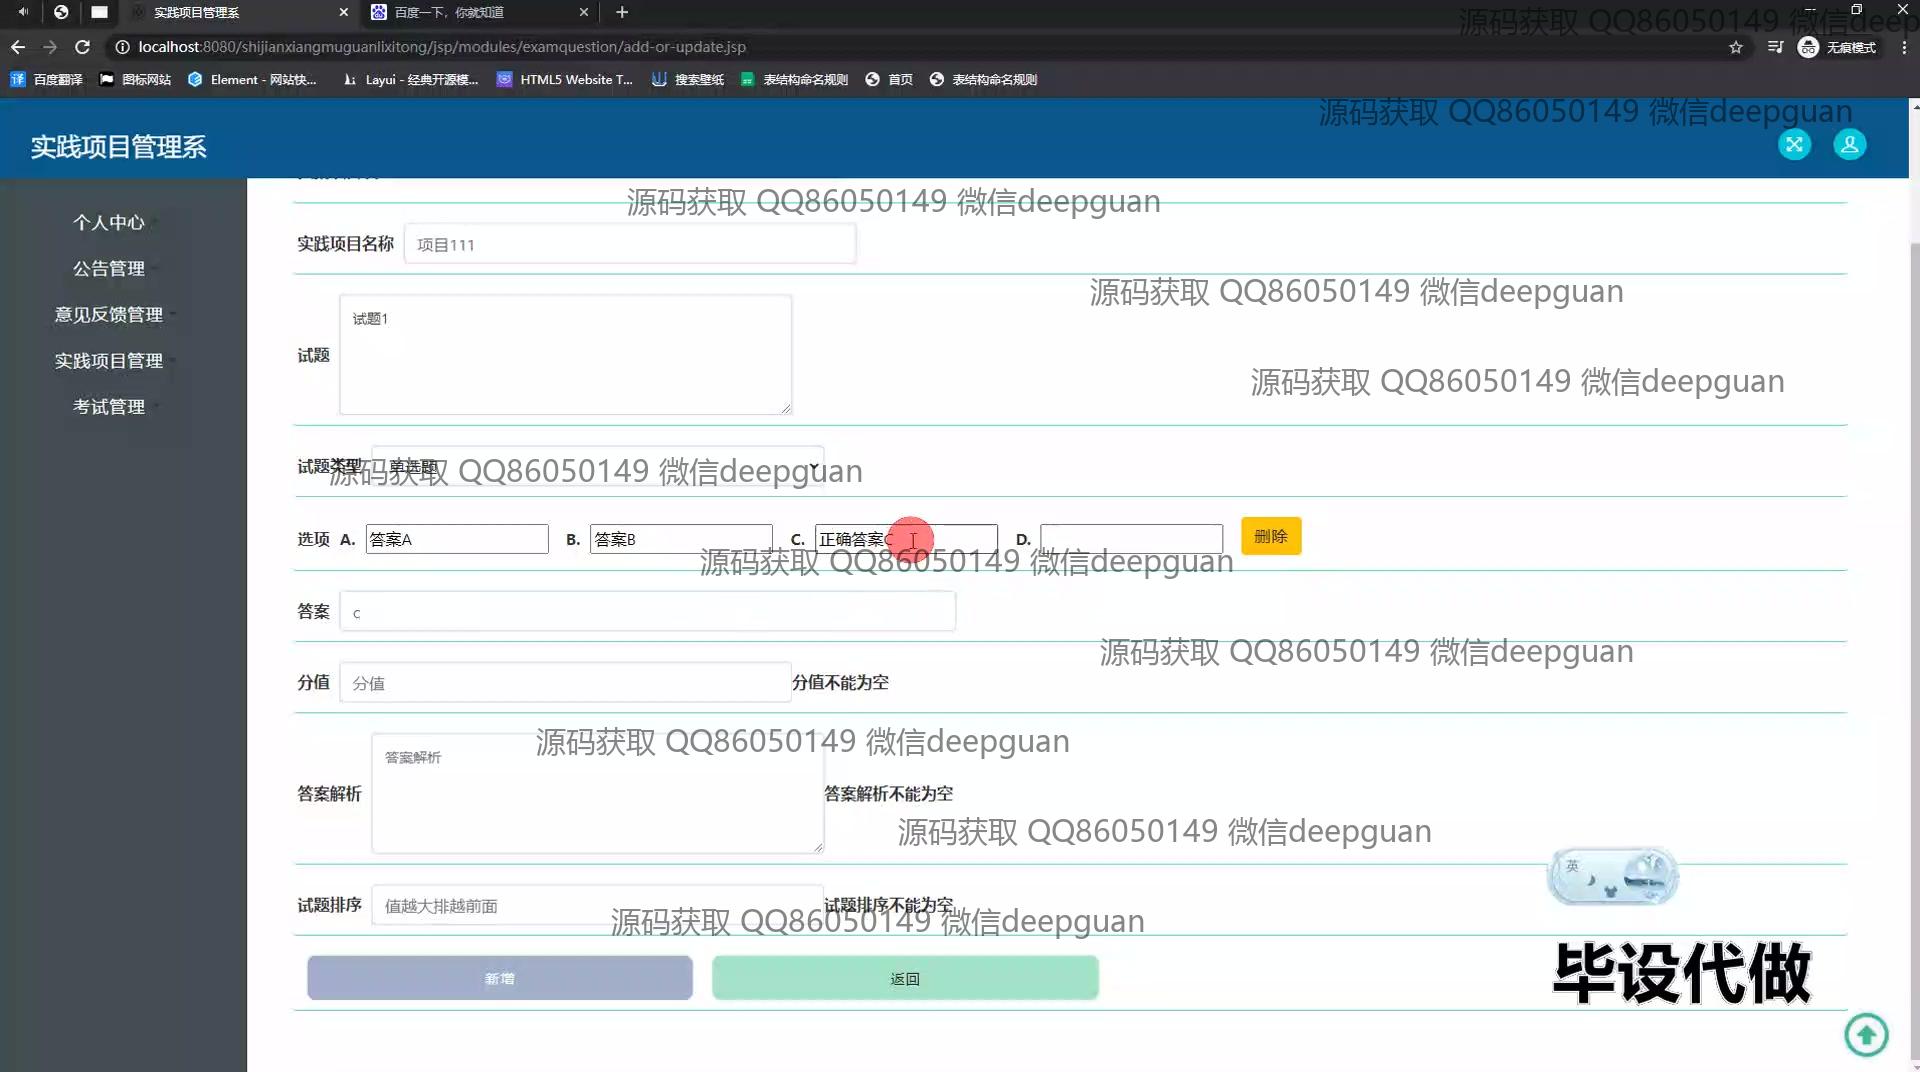 实践项目管理系
百度一下，你就知道
localhost:8080/shijianxiangmuguanlixitong/jsp/modules/examquestion/add-or-update.jsp
无痕模式
百度翻译
图标网站
Element - 网站快...
Layui - 经典开源模...
HTML5 Website T...
搜索壁纸
表结构命名规则
首页
表结构命名规则
源码获取 QQ86050149 微信deep
源码获取 QQ86050149 微信deepguan
实践项目管理系
个人中心
公告管理
意见反馈管理
实践项目管理
考试管理
源码获取 QQ86050149 微信deepguan
实践项目名称 项目111
源码获取 QQ86050149 微信deepguan
试题 试题1
源码获取 QQ86050149 微信deepguan
试题类型 单选题
源码获取 QQ86050149 微信deepguan
选项 A. 答案A B. 答案B C. 正确答案C D. 删除
源码获取 QQ86050149 微信deepguan
答案 c
源码获取 QQ86050149 微信deepguan
分值 分值 分值不能为空
源码获取 QQ86050149 微信deepguan
答案解析 答案解析 答案解析不能为空
源码获取 QQ86050149 微信deepguan
英
试题排序 值越大排越前面 试题排序不能为空
源码获取 QQ86050149 微信deepguan
新增 返回
毕设代做